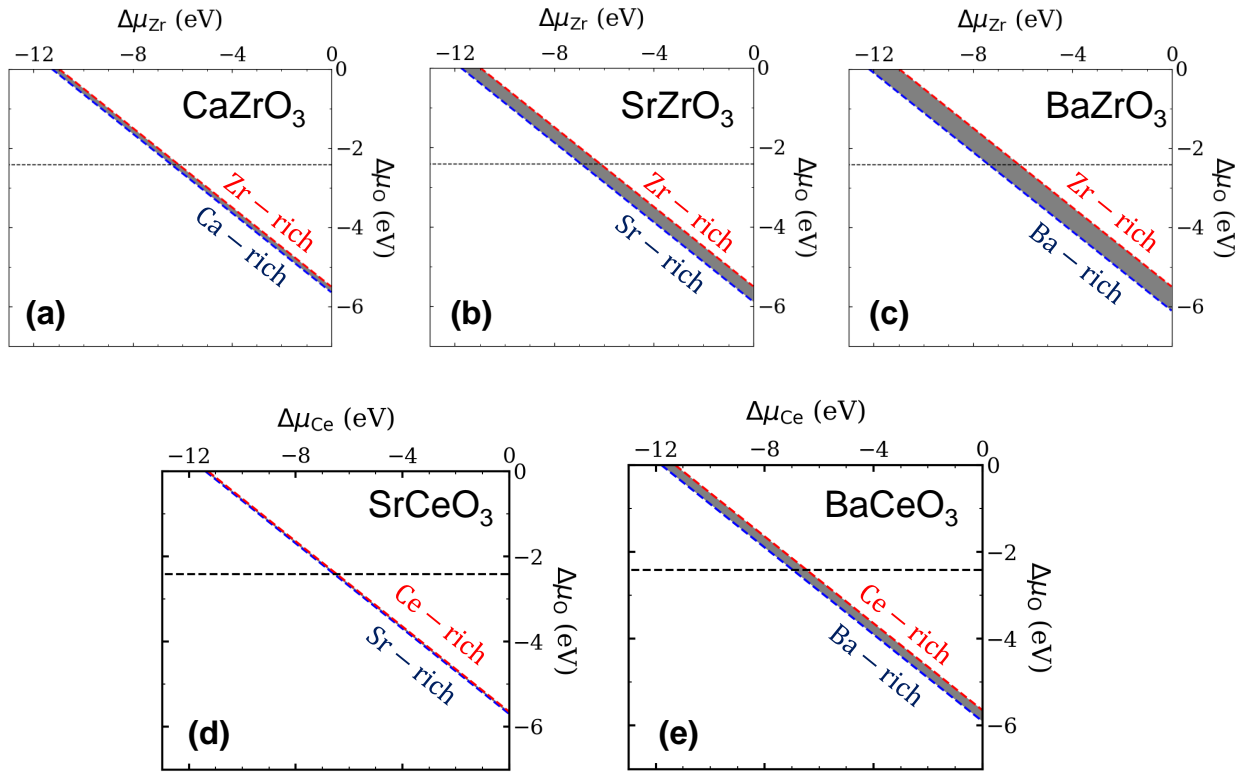 Δμ_Zr (eV)
−12 −8 −4 0
CaZrO₃
0
−2
−4
−6
Δμ_O (eV)
Zr − rich
Ca − rich
(a)
Δμ_Zr (eV)
−12 −8 −4 0
SrZrO₃
0
−2
−4
−6
Δμ_O (eV)
Zr − rich
Sr − rich
(b)
Δμ_Zr (eV)
−12 −8 −4 0
BaZrO₃
0
−2
−4
−6
Δμ_O (eV)
Zr − rich
Ba − rich
(c)
Δμ_Ce (eV)
−12 −8 −4 0
SrCeO₃
0
−2
−4
−6
Δμ_O (eV)
Ce − rich
Sr − rich
(d)
Δμ_Ce (eV)
−12 −8 −4 0
BaCeO₃
0
−2
−4
−6
Δμ_O (eV)
Ce − rich
Ba − rich
(e)